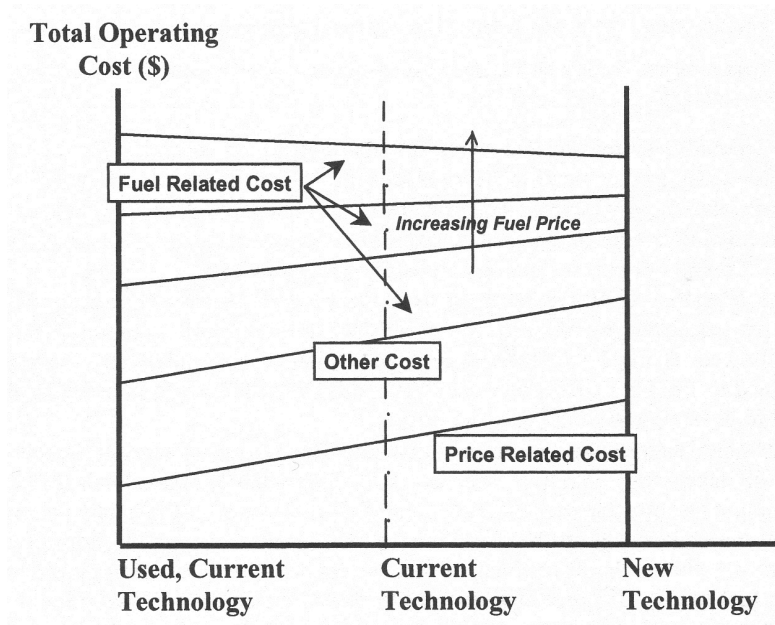 Total Operating
Cost ($)
Fuel Related Cost
Increasing Fuel Price
Other Cost
Price Related Cost
Used, Current
Technology
Current
Technology
New
Technology